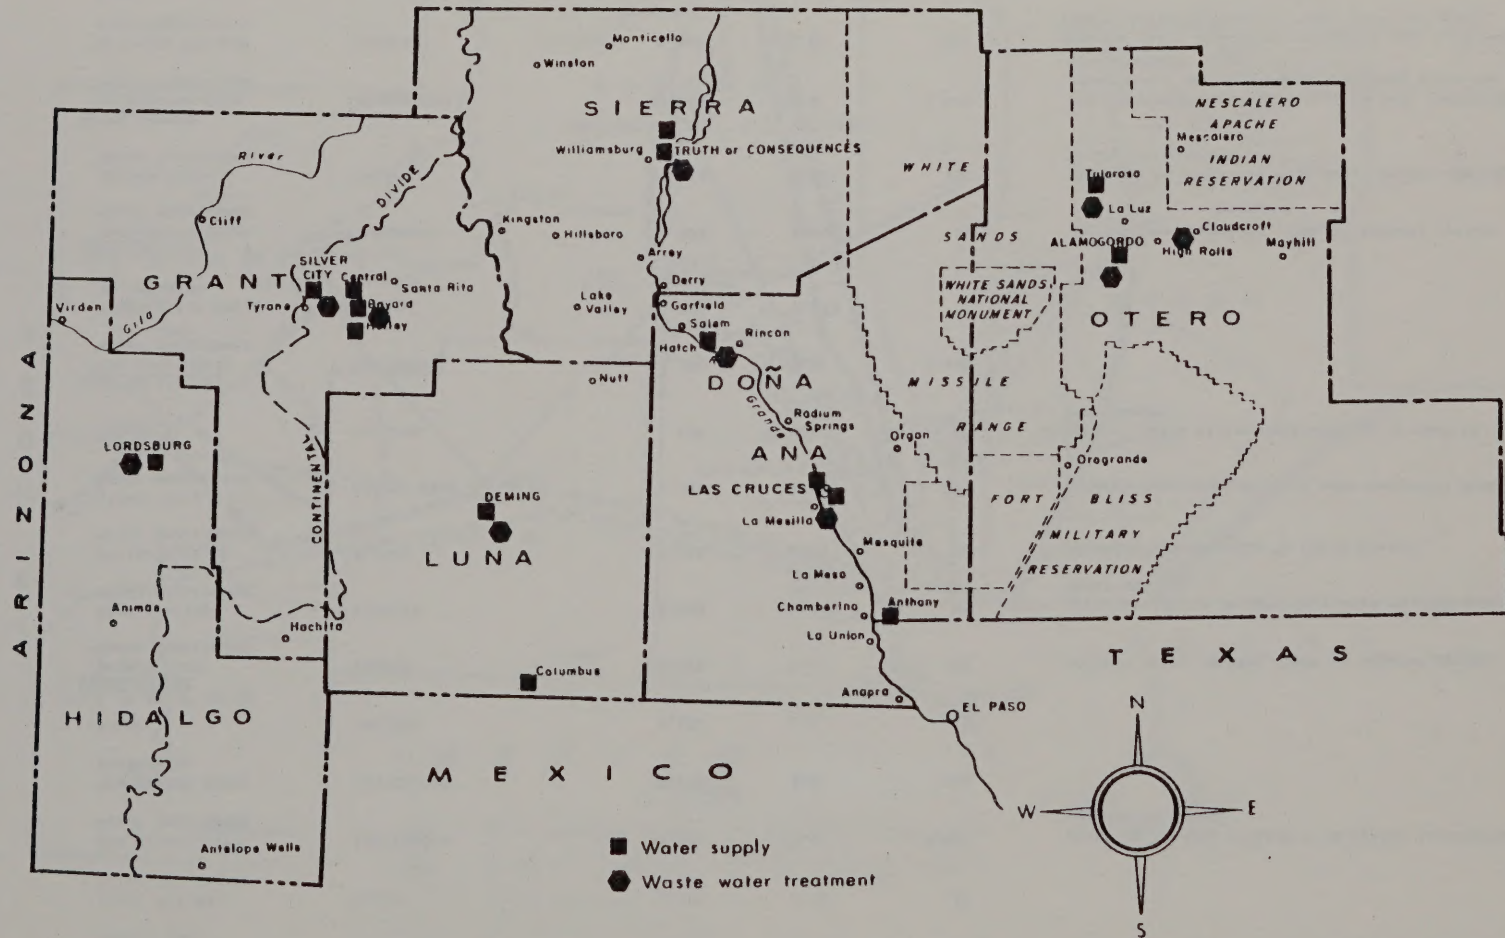 Monticello
Winston
SIERRA
NESCALERO
APACHE
Mescalero
INDIAN
RESERVATION
River
Williamsburg
TRUTH or CONSEQUENCES
WHITE
DIVIDE
Tularosa
La Luz
Cliff
Kingston
Hillsboro
SANDS
Cloudcroft
ALAMOGORDO
High Rolls
Mayhill
Arrey
SILVER
CITY
Central
Santa Rita
GRANT
Derry
WHITE SANDS
NATIONAL
MONUMENT
Virden
Tyrone
Bayard
Lake
Valley
Garfield
OTERO
Gila
Hurley
Salem
Rincon
Hatch
Nutt
DOÑA
MISSILE
Grande
Radium
Springs
RANGE
ARIZONA
LORDSBURG
CONTINENTAL
ANA
Organ
Orogrande
DEMING
LAS CRUCES
FORT BLISS
La Mesilla
MILITARY
LUNA
Mesquite
RESERVATION
La Mesa
Animas
Chamberino
Anthony
Hachita
La Union
TEXAS
Columbus
Anapra
HIDALGO
EL PASO
N
MEXICO
W
E
Water supply
Antelope Wells
Waste water treatment
S